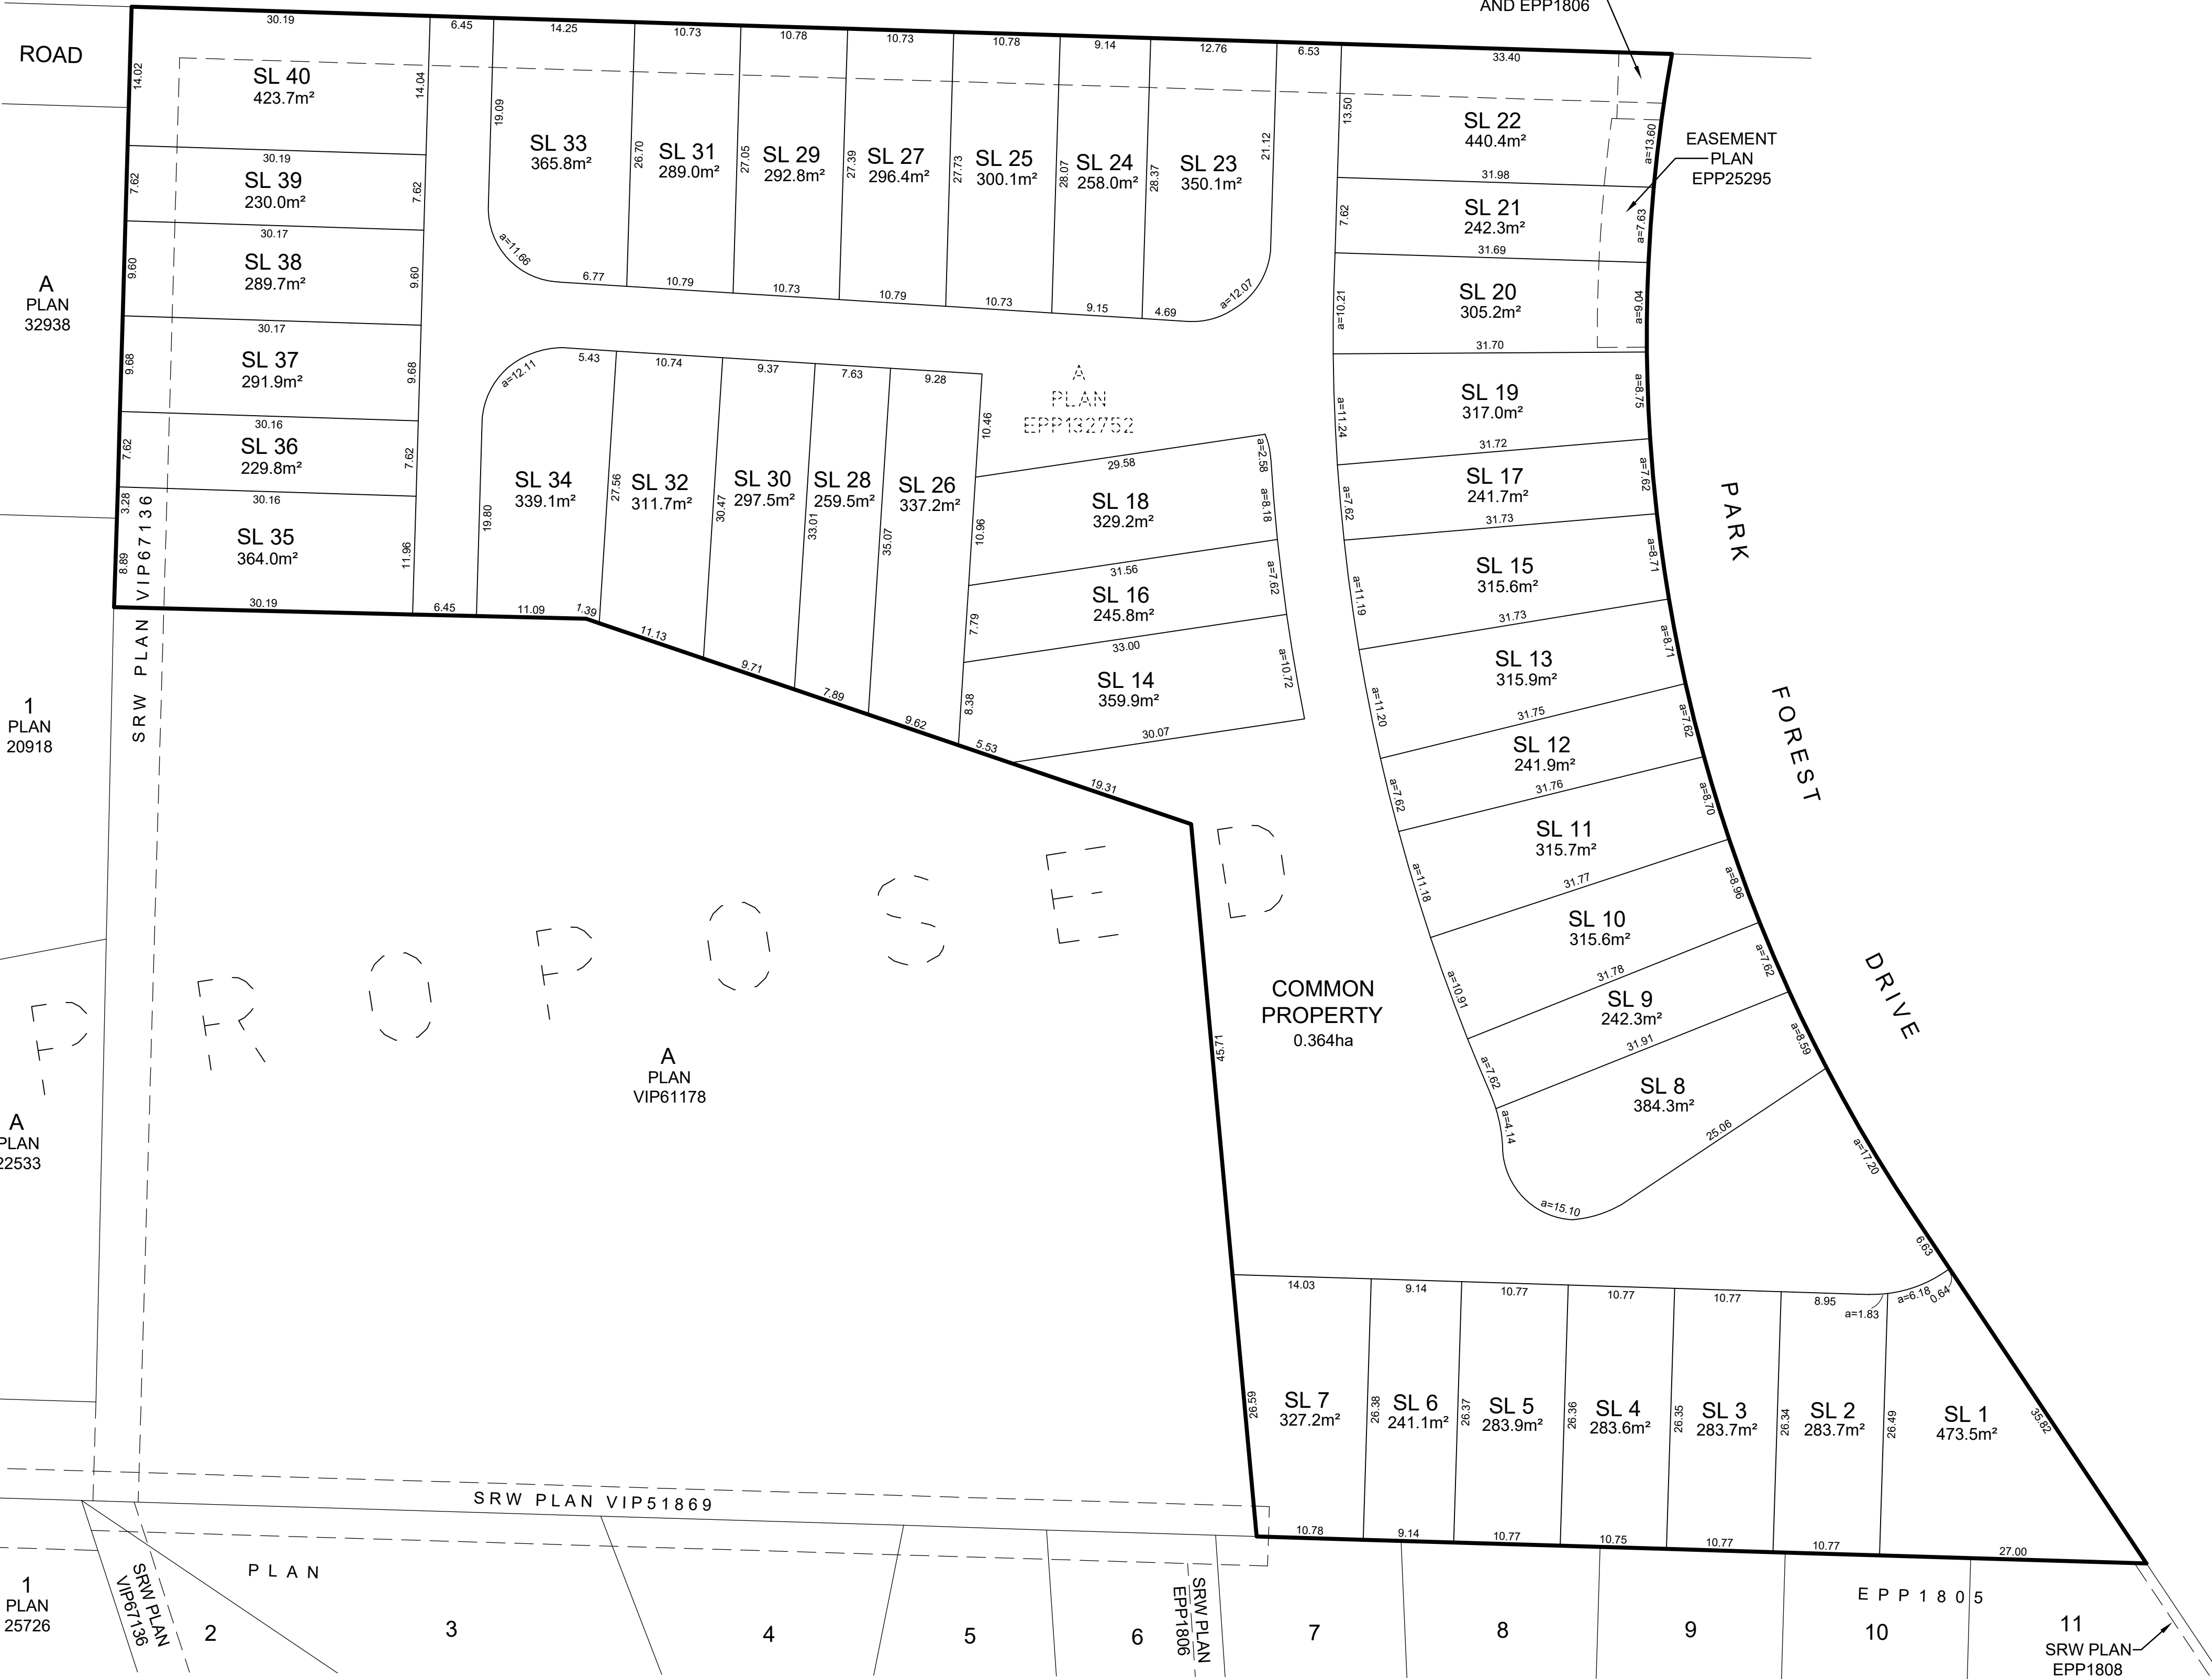 AND EPP1806
ROAD
30.19
6.45
14.25
10.73
10.78
10.73
10.78
9.14
12.76
6.53
33.40
14.02
SL 40
423.7m²
14.04
30.19
7.62
SL 39
230.0m²
7.62
30.17
9.60
SL 38
289.7m²
9.60
30.17
9.68
SL 37
291.9m²
9.68
30.16
7.62
SL 36
229.8m²
7.62
30.16
3.28
8.89
SL 35
364.0m²
11.96
30.19
6.45
11.09
1.39
19.09
SL 33
365.8m²
a=11.66
6.77
26.70
SL 31
289.0m²
10.79
27.05
SL 29
292.8m²
10.73
27.39
SL 27
296.4m²
10.79
27.73
SL 25
300.1m²
10.73
28.07
SL 24
258.0m²
9.15
28.37
SL 23
350.1m²
21.12
4.69
a=12.07
13.50
SL 22
440.4m²
a=13.60
31.98
EASEMENT
PLAN
EPP25295
7.62
SL 21
242.3m²
a=7.63
31.69
a=10.21
SL 20
305.2m²
a=9.04
31.70
a=11.24
SL 19
317.0m²
a=8.75
31.72
a=7.62
SL 17
241.7m²
a=7.62
31.73
a=11.19
SL 15
315.6m²
a=8.71
31.73
a=11.20
SL 13
315.9m²
a=8.71
31.75
a=7.62
SL 12
241.9m²
a=7.62
31.76
a=11.18
SL 11
315.7m²
a=8.70
31.77
a=10.91
SL 10
315.6m²
a=8.96
31.78
a=7.62
SL 9
242.3m²
a=7.62
31.91
a=4.14
SL 8
384.3m²
a=8.59
25.06
a=15.10
a=17.20
6.63
PARK
FOREST
DRIVE
a=12.11
5.43
10.74
9.37
7.63
9.28
19.80
SL 34
339.1m²
27.56
SL 32
311.7m²
11.13
30.47
SL 30
297.5m²
9.71
33.01
SL 28
259.5m²
7.89
35.07
SL 26
337.2m²
9.62
10.46
A
PLAN
EPP132752
29.58
a=2.58
a=8.18
10.96
SL 18
329.2m²
31.56
7.79
SL 16
245.8m²
a=7.62
33.00
8.38
SL 14
359.9m²
a=10.72
30.07
5.53
19.31
A
PLAN
32938
1
PLAN
20918
SRW PLAN VIP67136
PROPOSED
A
PLAN
VIP61178
45.71
COMMON
PROPERTY
0.364ha
A
PLAN
22533
14.03
9.14
10.77
10.77
10.77
8.95
a=1.83
a=6.18
0.64
26.59
SL 7
327.2m²
26.38
SL 6
241.1m²
26.37
SL 5
283.9m²
26.36
SL 4
283.6m²
26.35
SL 3
283.7m²
26.34
SL 2
283.7m²
26.49
SL 1
473.5m²
35.82
10.78
9.14
10.77
10.75
10.77
10.77
27.00
SRW PLAN VIP51869
PLAN
EPP1805
1
PLAN
25726
SRW PLAN
VIP67136
2
3
4
5
6
SRW PLAN
EPP1806
7
8
9
10
11
SRW PLAN
EPP1808